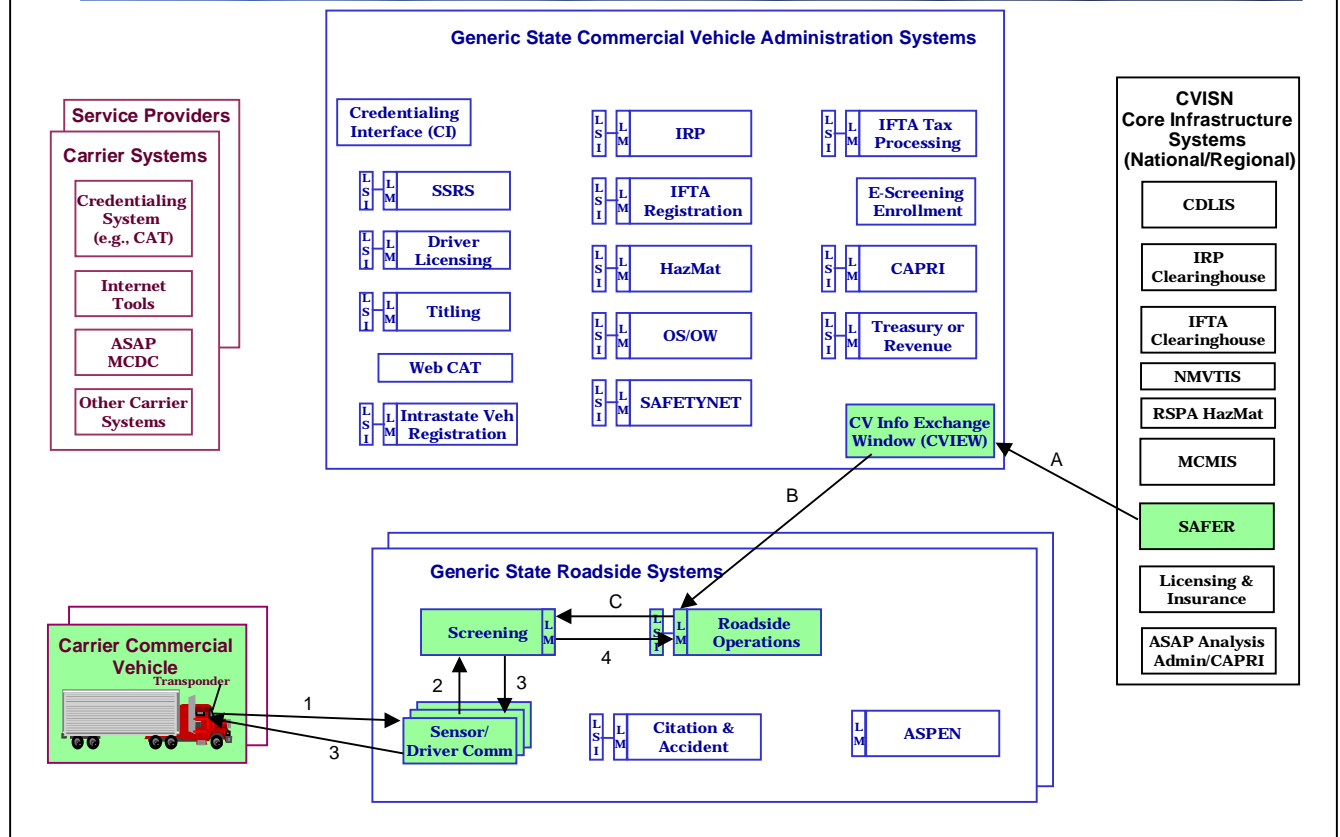 Generic State Commercial Vehicle Administration Systems
Service Providers
Carrier Systems
Credentialing
System
(e.g., CAT)
Internet
Tools
ASAP
MCDC
Other Carrier
Systems
Credentialing
Interface (CI)
L
S
I
L
M
SSRS
L
S
I
L
M
Driver
Licensing
L
S
I
L
M
Titling
Web CAT
L
S
I
L
M
Intrastate Veh
Registration
L
S
I
L
M
IRP
L
S
I
L
M
IFTA
Registration
L
S
I
L
M
HazMat
L
S
I
L
M
OS/OW
L
S
I
L
M
SAFETYNET
L
S
I
L
M
IFTA Tax
Processing
E-Screening
Enrollment
L
S
I
L
M
CAPRI
L
S
I
L
M
Treasury or
Revenue
CV Info Exchange
Window (CVIEW)
CVISN
Core Infrastructure
Systems
(National/Regional)
CDLIS
IRP
Clearinghouse
IFTA
Clearinghouse
NMVTIS
RSPA HazMat
MCMIS
SAFER
Licensing &
Insurance
ASAP Analysis
Admin/CAPRI
A
B
Generic State Roadside Systems
Screening
L
M
C
4
L
S
I
L
M
Roadside
Operations
2
3
Sensor/
Driver Comm
L
S
I
L
M
Citation &
Accident
L
M
ASPEN
Carrier Commercial
Vehicle
Transponder
1
3